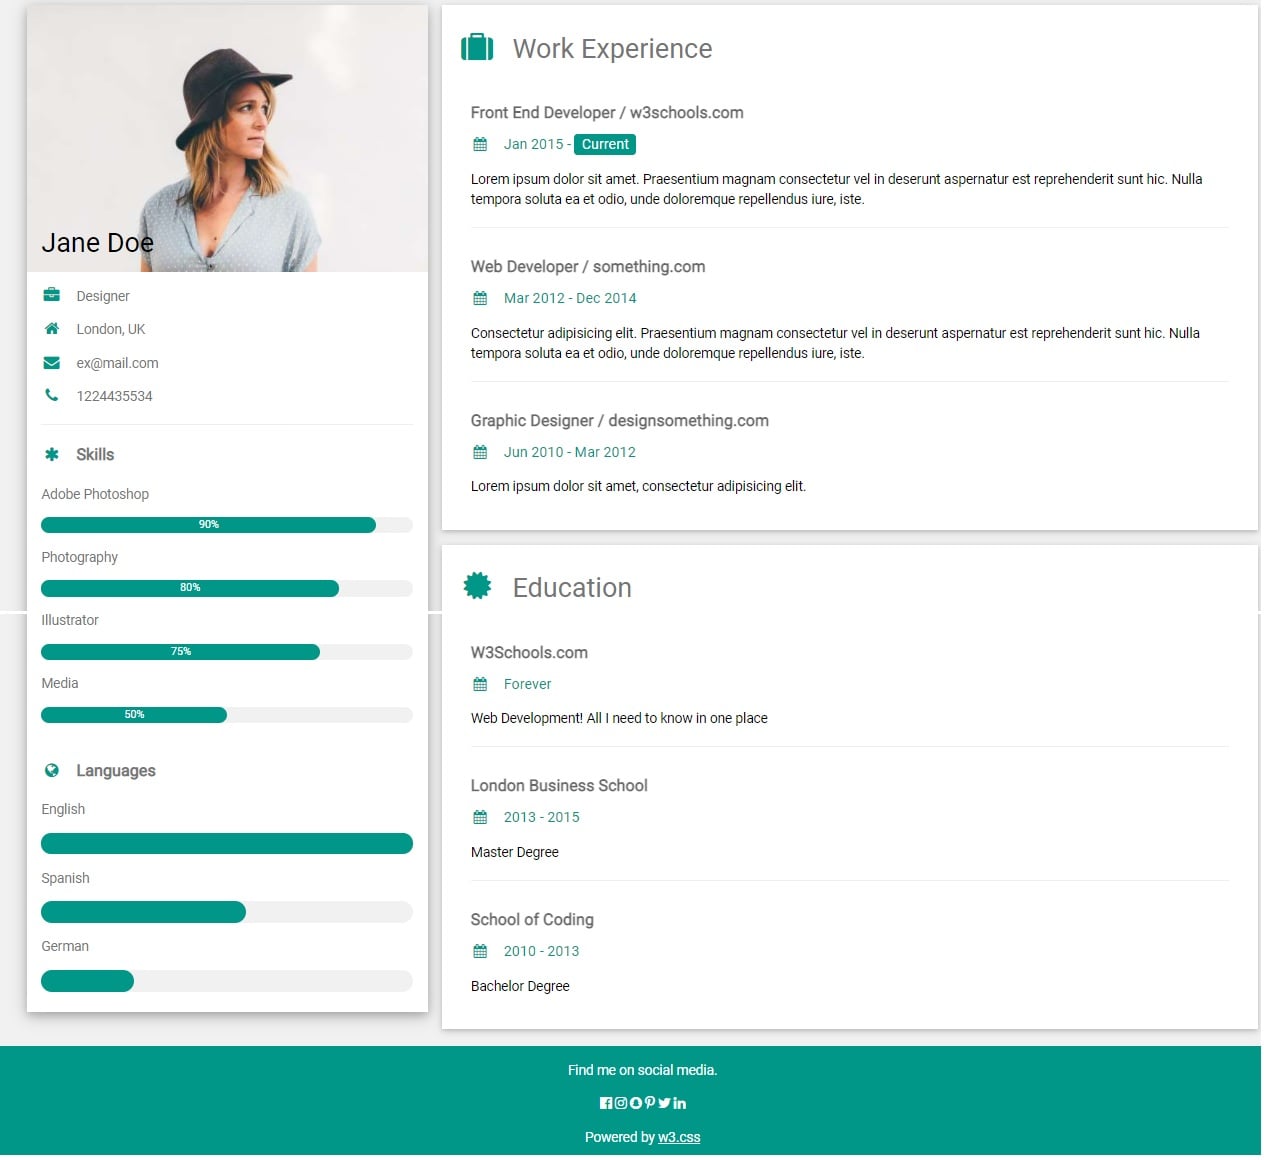 Jane Doe
Designer
London, UK
ex@mail.com
1224435534
Skills
Adobe Photoshop
90%
Photography
80%
Illustrator
75%
Media
50%
Languages
English
Spanish
German
Work Experience
Front End Developer / w3schools.com
Jan 2015 - Current
Lorem ipsum dolor sit amet. Praesentium magnam consectetur vel in deserunt aspernatur est reprehenderit sunt hic. Nulla
tempora soluta ea et odio, unde doloremque repellendus iure, iste.
Web Developer / something.com
Mar 2012 - Dec 2014
Consectetur adipisicing elit. Praesentium magnam consectetur vel in deserunt aspernatur est reprehenderit sunt hic. Nulla
tempora soluta ea et odio, unde doloremque repellendus iure, iste.
Graphic Designer / designsomething.com
Jun 2010 - Mar 2012
Lorem ipsum dolor sit amet, consectetur adipisicing elit.
Education
W3Schools.com
Forever
Web Development! All I need to know in one place
London Business School
2013 - 2015
Master Degree
School of Coding
2010 - 2013
Bachelor Degree
Find me on social media.
Powered by w3.css